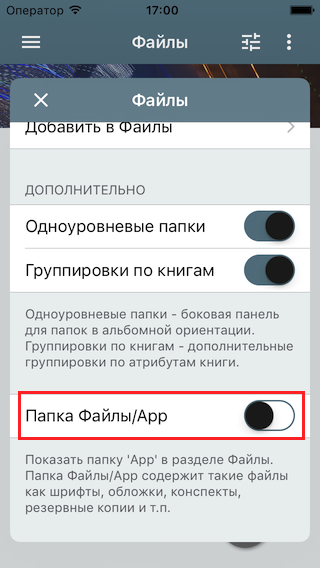 Оператор 17:00
Файлы
Файлы
Добавить в Файлы
ДОПОЛНИТЕЛЬНО
Одноуровневые папки
Группировки по книгам
Одноуровневые папки - боковая панель
для папок в альбомной ориентации.
Группировки по книгам - дополнительные
группировки по атрибутам книги.
Папка Файлы/App
Показать папку 'App' в разделе Файлы.
Папка Файлы/App содержит такие файлы
как шрифты, обложки, конспекты,
резервные копии и т.п.